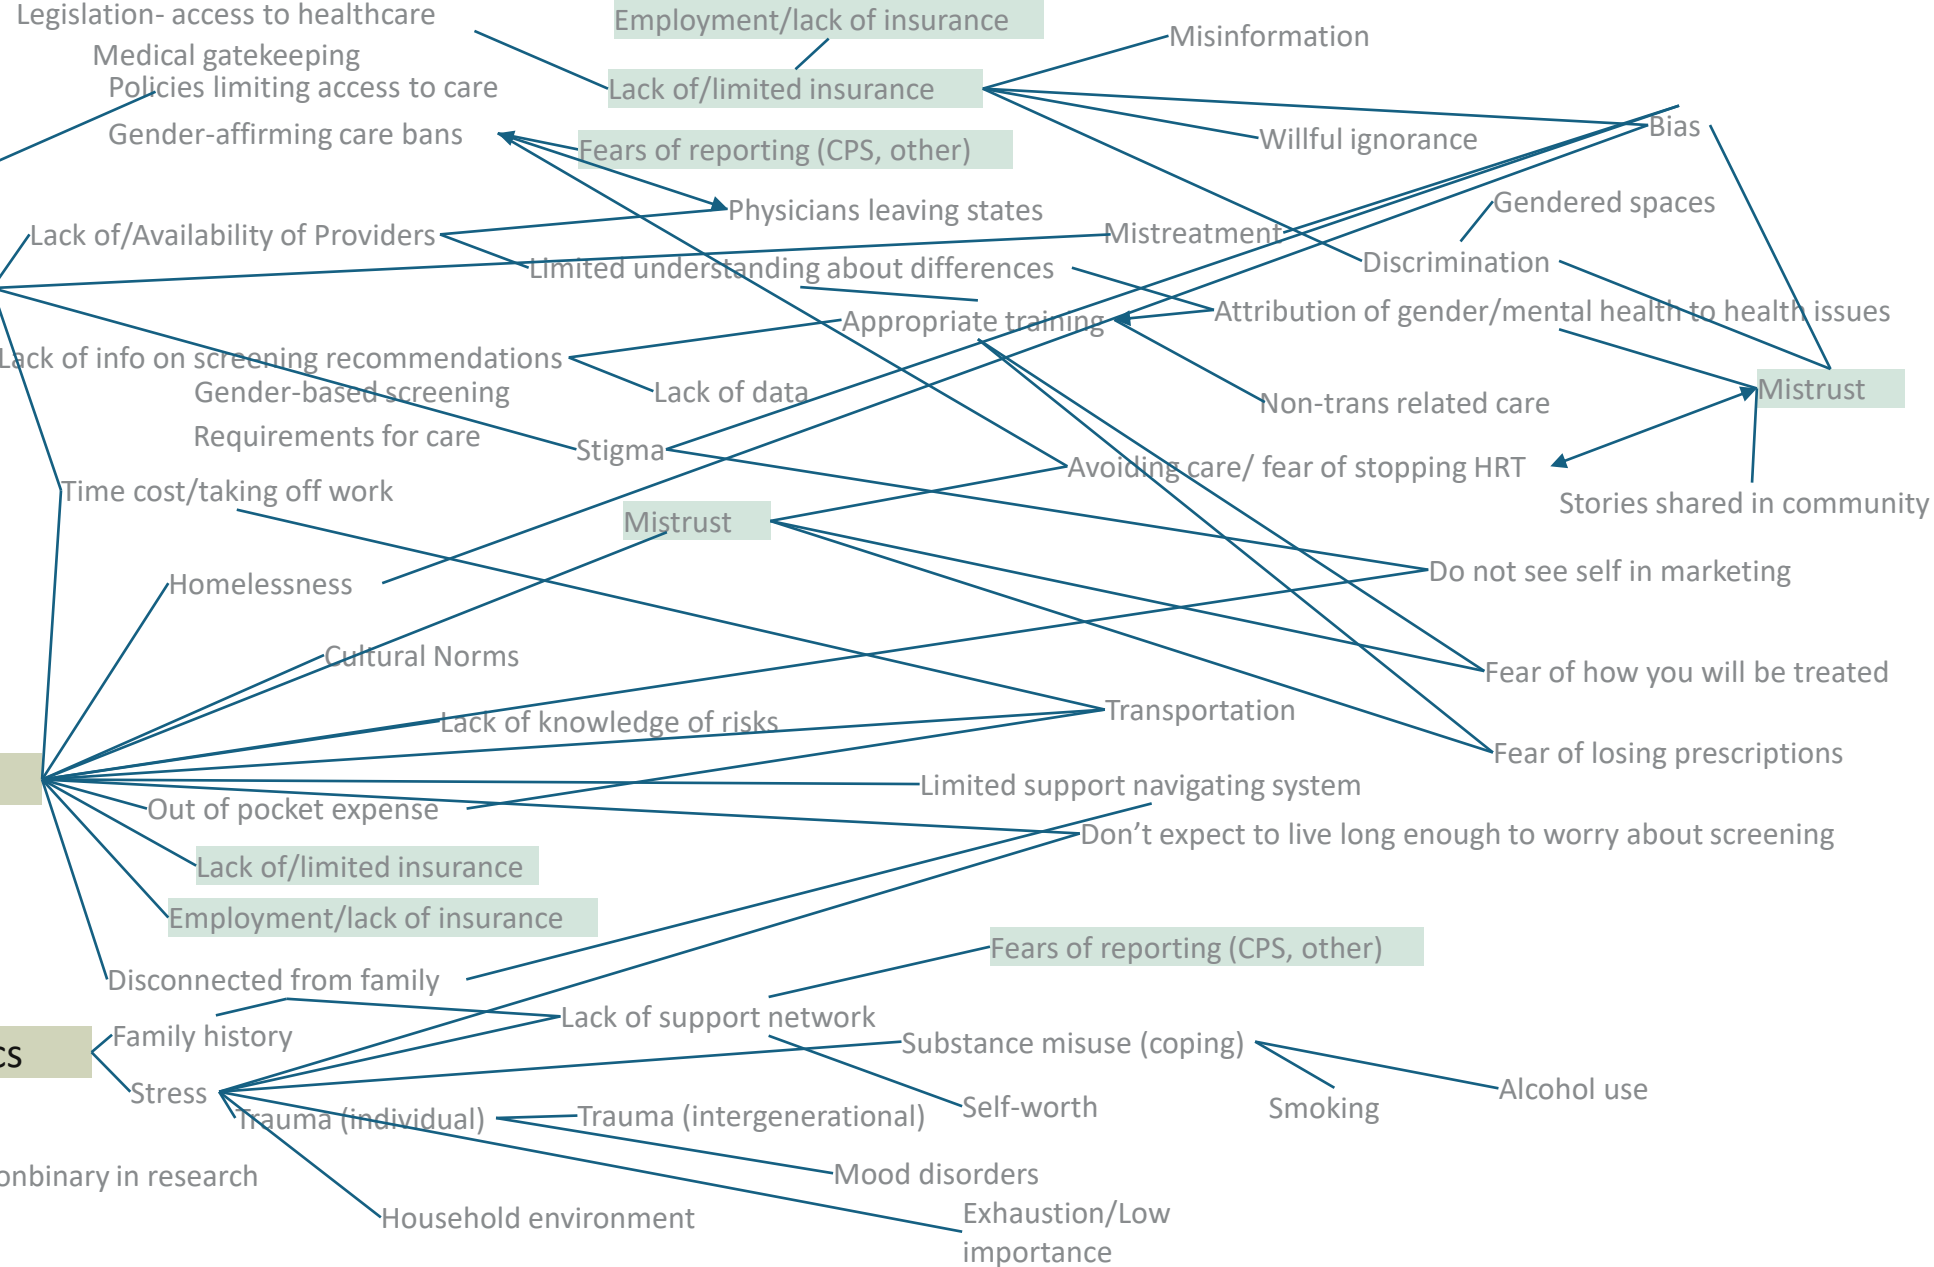 Legislation- access to healthcare
Employment/lack of insurance
Misinformation
Medical gatekeeping
Policies limiting access to care
Lack of/limited insurance
Gender-affirming care bans
Fears of reporting (CPS, other)
Willful ignorance
Bias
Physicians leaving states
Gendered spaces
Lack of/Availability of Providers
Mistreatment
Limited understanding about differences
Discrimination
Appropriate training
Attribution of gender/mental health to health issues
Lack of info on screening recommendations
Gender-based screening
Lack of data
Non-trans related care
Mistrust
Requirements for care
Stigma
Avoiding care/ fear of stopping HRT
Time cost/taking off work
Stories shared in community
Mistrust
Homelessness
Do not see self in marketing
Cultural Norms
Fear of how you will be treated
Lack of knowledge of risks
Transportation
Fear of losing prescriptions
Limited support navigating system
Out of pocket expense
Don’t expect to live long enough to worry about screening
Lack of/limited insurance
Employment/lack of insurance
Fears of reporting (CPS, other)
Disconnected from family
Lack of support network
Family history
Substance misuse (coping)
cs
Stress
Alcohol use
Trauma (individual)
Trauma (intergenerational)
Self-worth
Smoking
onbinary in research
Mood disorders
Household environment
Exhaustion/Low
importance